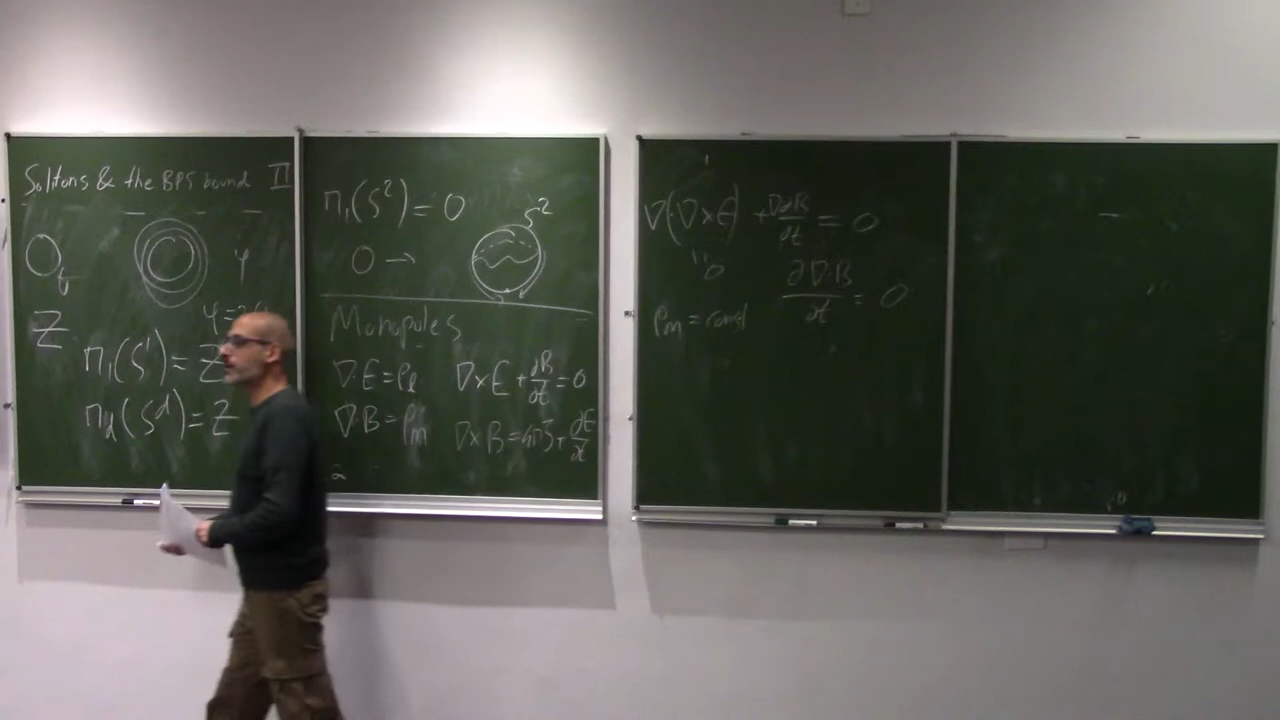 Solitons & the BPS bound II
φ
Z
Π₁(S¹) = Z
Π_d(S^d) = Z
Π₁(S²) = 0
0 → S²
Monopoles
∇·E = ρ_e ∇×E + ∂B/∂t = 0
∇·B = ρ_m ∇×B = 4πJ + ∂E/∂t
∇(∇×E) + ∇∂B/∂t = 0
"0
∂∇·B/∂t = 0
ρ_m = const